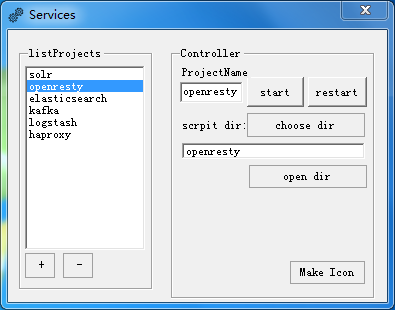 Services
listProjects
solr
openresty
elasticsearch
kafka
logstash
haproxy
+ -
Controller
ProjectName
openresty start restart
scrpit dir: choose dir
openresty
open dir
Make Icon